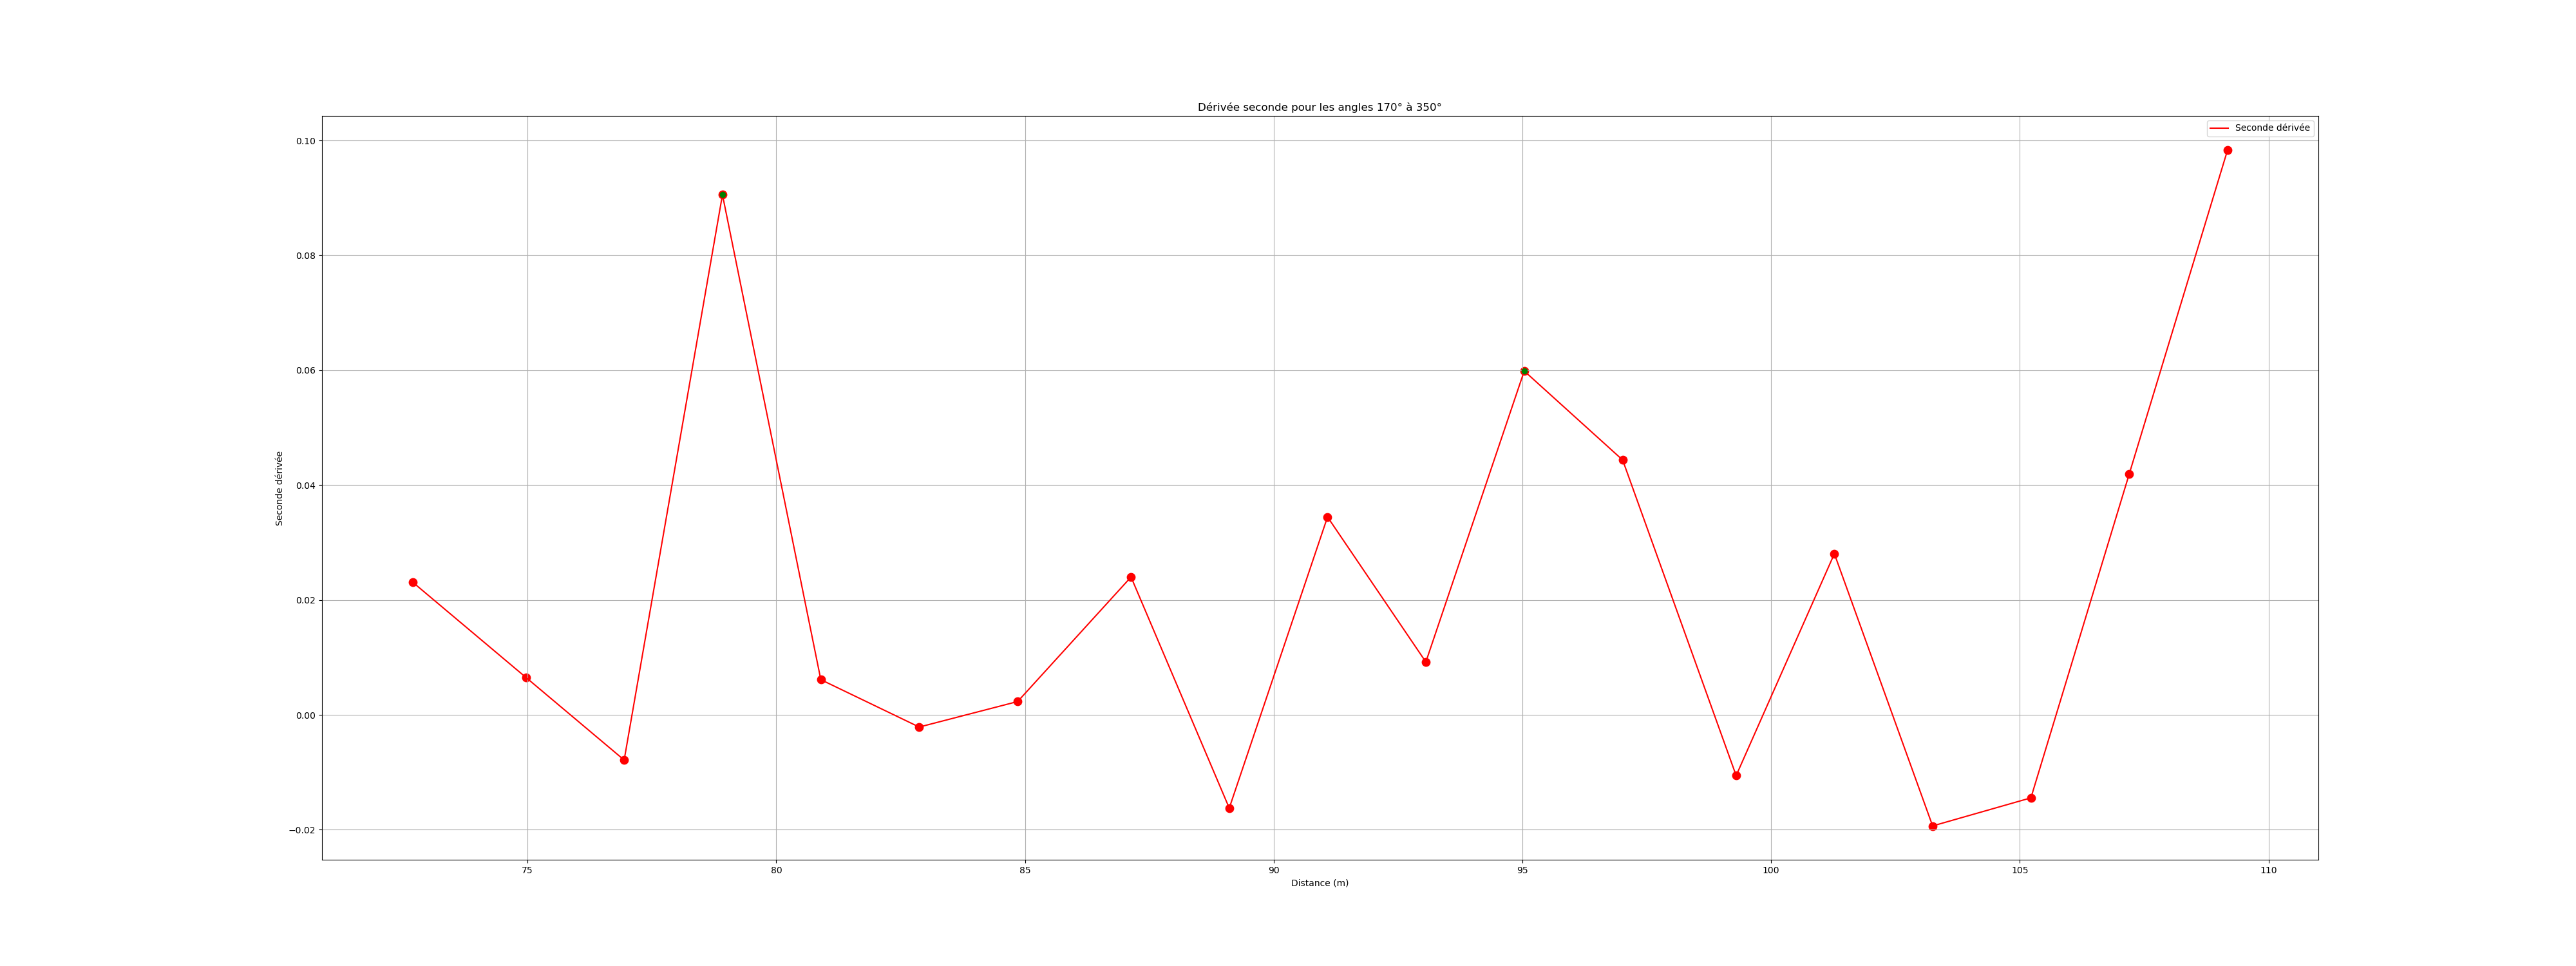 Dérivée seconde pour les angles 170° à 350°
Seconde dérivée
0.10
0.08
0.06
0.04
0.02
0.00
−0.02
Seconde dérivée
75 80 85 90 95 100 105 110
Distance (m)